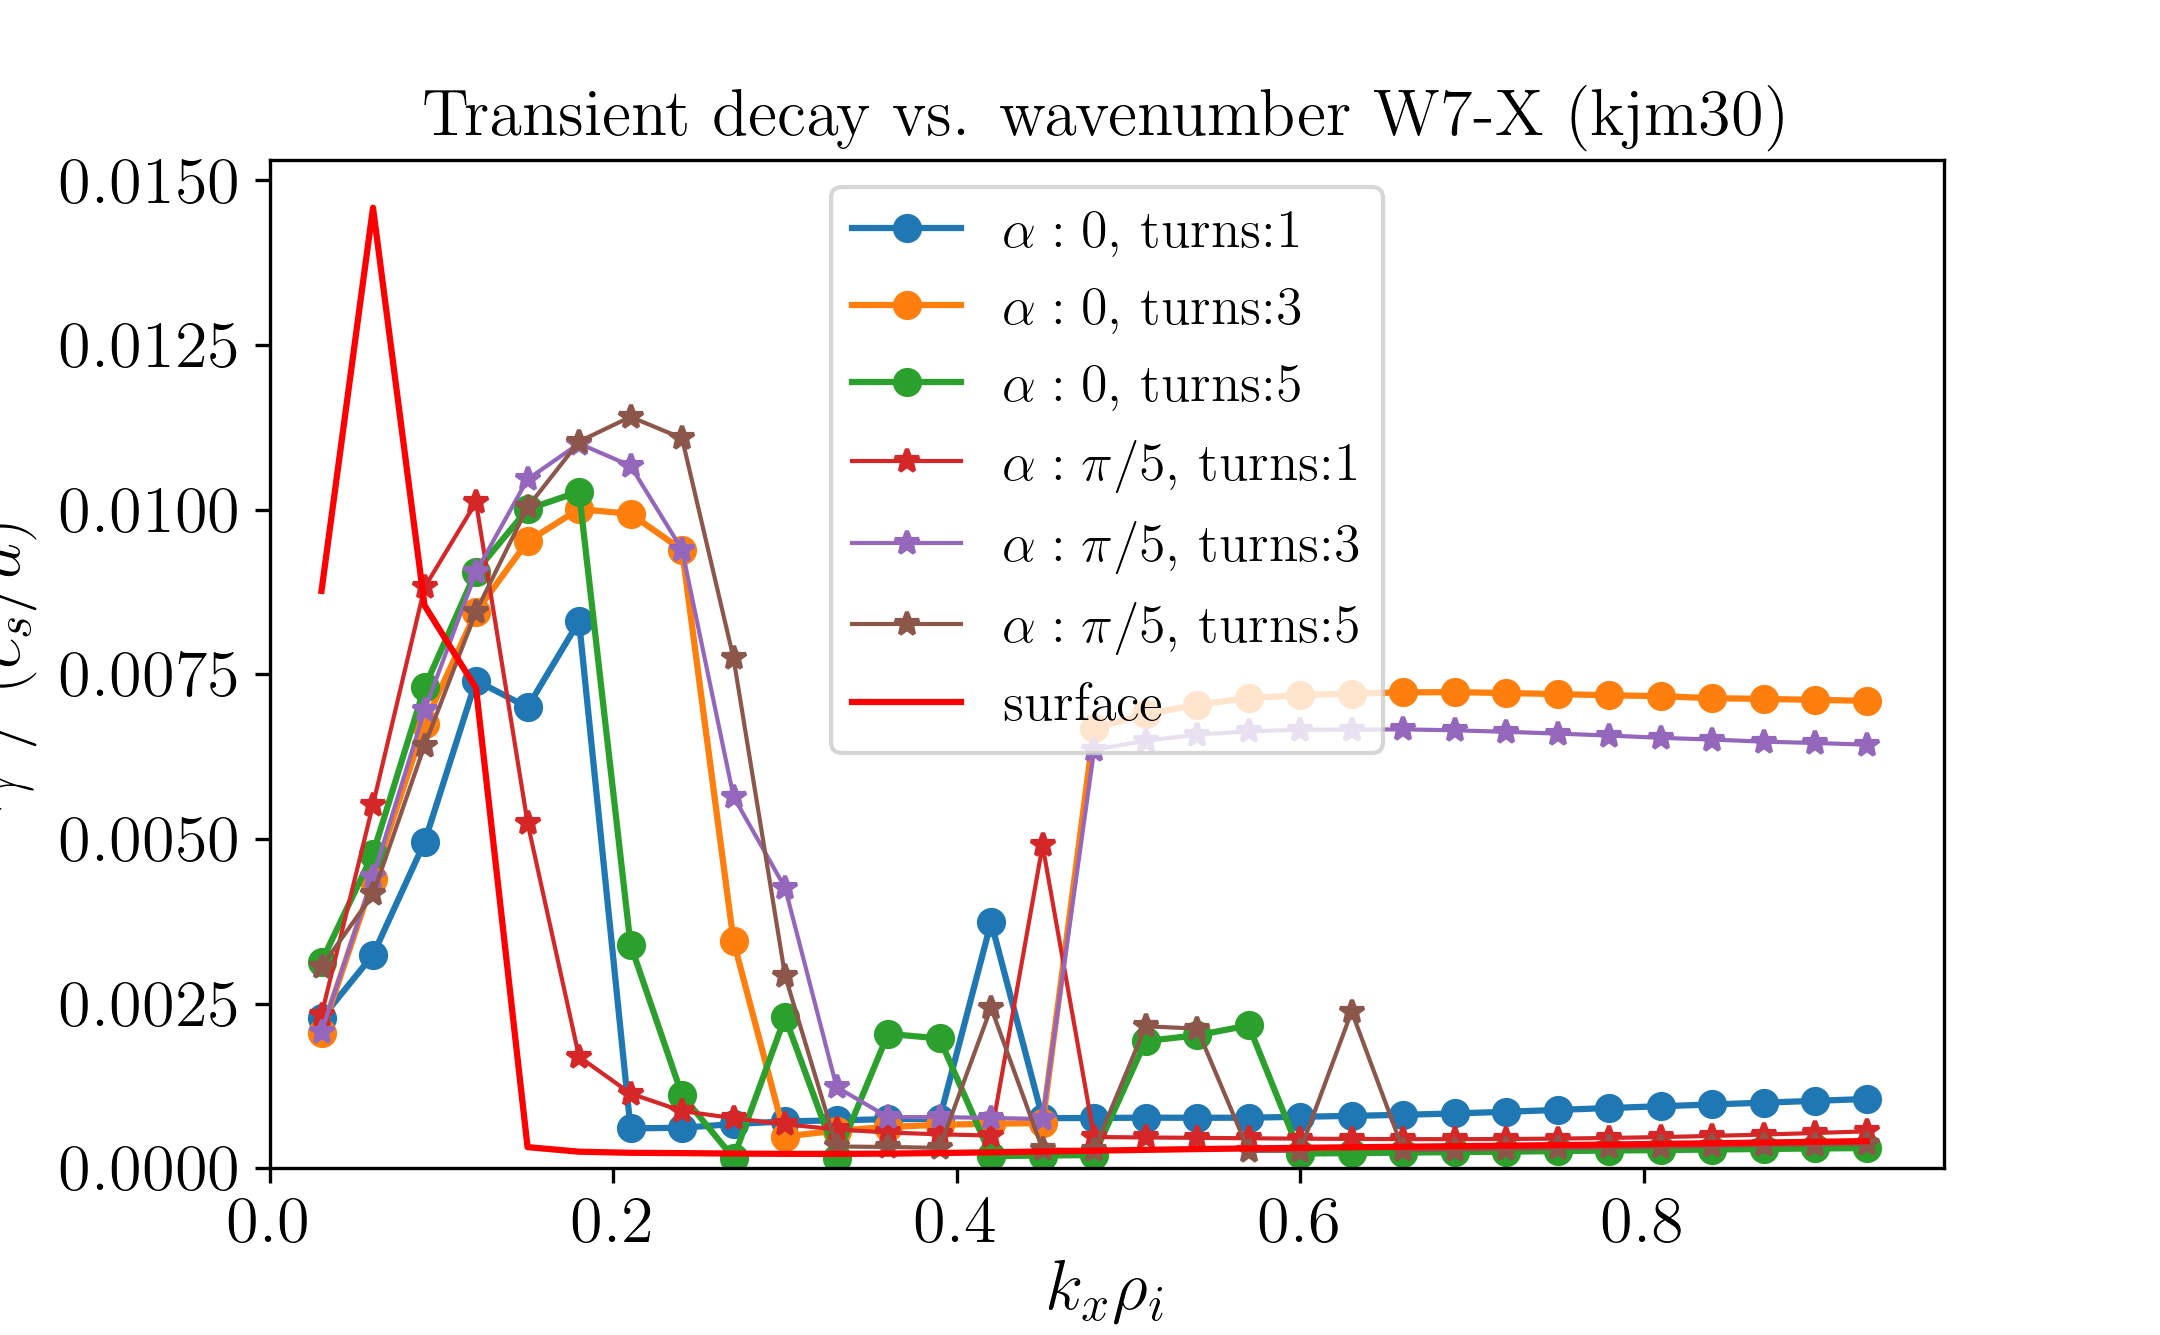 Transient decay vs. wavenumber W7-X (kjm30)
0.0150
0.0125
0.0100
0.0075
0.0050
0.0025
0.0000
γ / (c_s/a)
α : 0, turns:1
α : 0, turns:3
α : 0, turns:5
α : π/5, turns:1
α : π/5, turns:3
α : π/5, turns:5
surface
0.0 0.2 0.4 0.6 0.8
k_xρ_i